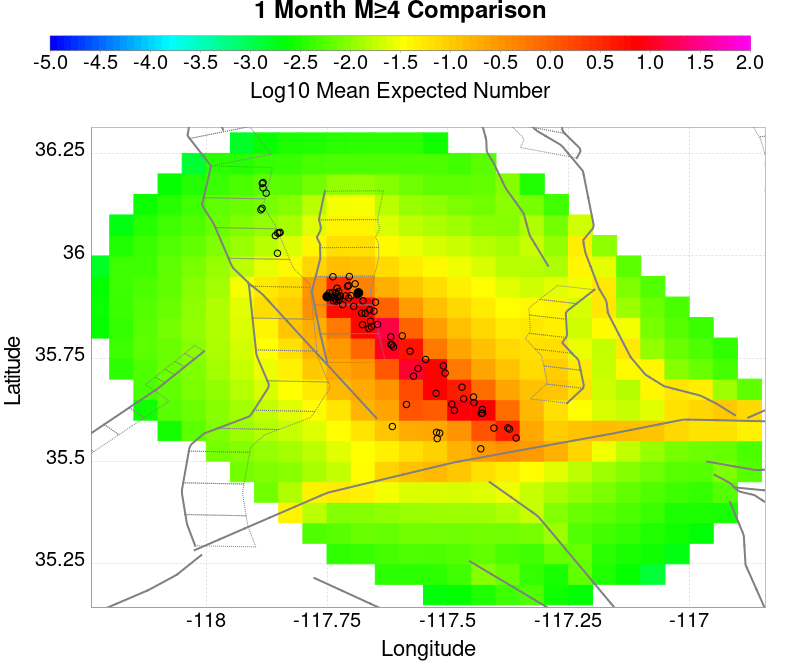 1 Month M≥4 Comparison
-5.0 -4.5 -4.0 -3.5 -3.0 -2.5 -2.0 -1.5 -1.0 -0.5 0.0 0.5 1.0 1.5 2.0
Log10 Mean Expected Number
36.25
36
35.75
35.5
35.25
Latitude
-118 -117.75 -117.5 -117.25 -117
Longitude